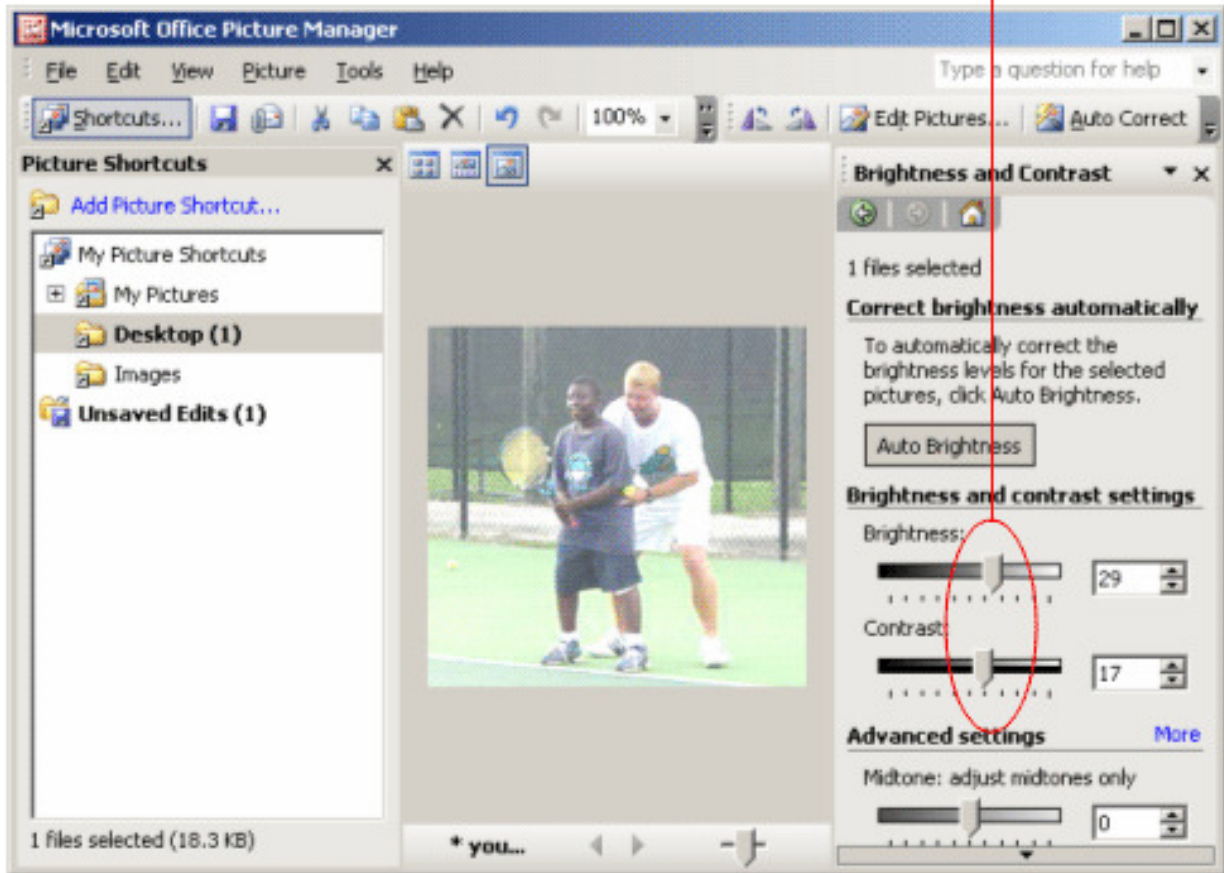 Microsoft Office Picture Manager
File Edit View Picture Tools Help
Type a question for help
Shortcuts... 100% Edit Pictures... Auto Correct
Picture Shortcuts
Add Picture Shortcut...
My Picture Shortcuts
My Pictures
Desktop (1)
Images
Unsaved Edits (1)
1 files selected (18.3 KB)
* you...
Brightness and Contrast
1 files selected
Correct brightness automatically
To automatically correct the
brightness levels for the selected
pictures, click Auto Brightness.
Auto Brightness
Brightness and contrast settings
Brightness:
29
Contrast:
17
Advanced settings More
Midtone: adjust midtones only
0